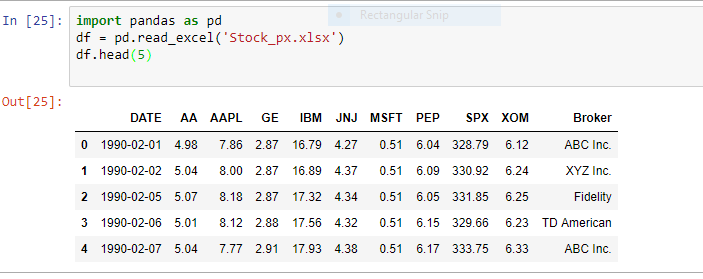 Rectangular Snip
In [25]: import pandas as pd
df = pd.read_excel('Stock_px.xlsx')
df.head(5)
Out[25]:
DATE AA AAPL GE IBM JNJ MSFT PEP SPX XOM Broker
0 1990-02-01 4.98 7.86 2.87 16.79 4.27 0.51 6.04 328.79 6.12 ABC Inc.
1 1990-02-02 5.04 8.00 2.87 16.89 4.37 0.51 6.09 330.92 6.24 XYZ Inc.
2 1990-02-05 5.07 8.18 2.87 17.32 4.34 0.51 6.05 331.85 6.25 Fidelity
3 1990-02-06 5.01 8.12 2.88 17.56 4.32 0.51 6.15 329.66 6.23 TD American
4 1990-02-07 5.04 7.77 2.91 17.93 4.38 0.51 6.17 333.75 6.33 ABC Inc.